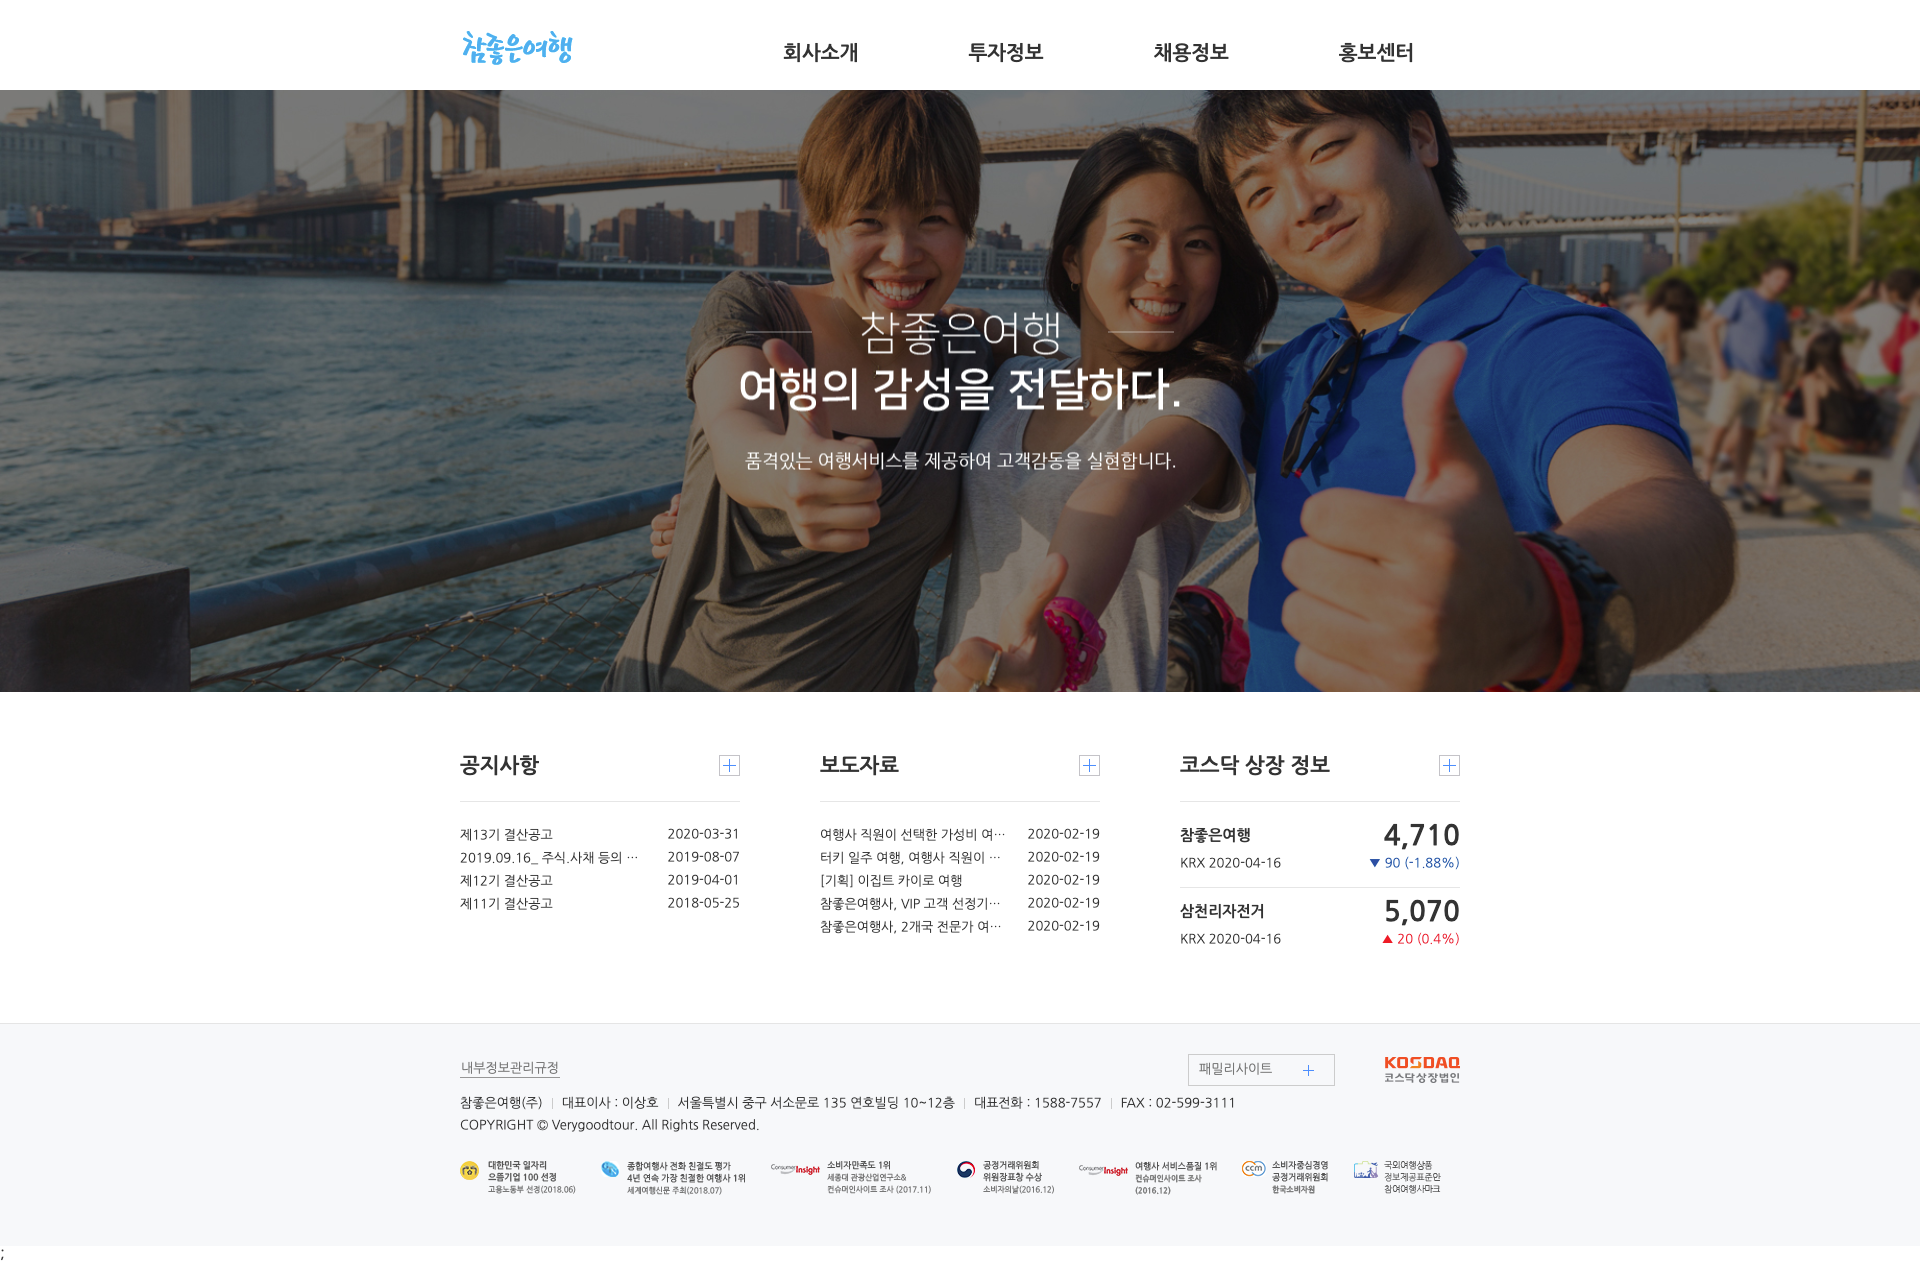 참좋은여행
회사소개
투자정보
채용정보
홍보센터
참좋은여행
여행의 감성을 전달하다.
품격있는 여행서비스를 제공하여 고객감동을 실현합니다.
공지사항
제13기 결산공고 2020-03-31
2019.09.16_ 주식.사채 등의 … 2019-08-07
제12기 결산공고 2019-04-01
제11기 결산공고 2018-05-25
보도자료
여행사 직원이 선택한 가성비 여… 2020-02-19
터키 일주 여행, 여행사 직원이 … 2020-02-19
[기획] 이집트 카이로 여행 2020-02-19
참좋은여행사, VIP 고객 선정기… 2020-02-19
참좋은여행사, 2개국 전문가 여… 2020-02-19
코스닥 상장 정보
참좋은여행 4,710
KRX 2020-04-16 ▼ 90 (-1.88%)
삼천리자전거 5,070
KRX 2020-04-16 ▲ 20 (0.4%)
내부정보관리규정
패밀리사이트
KOSDAQ
코스닥상장법인
참좋은여행(주) | 대표이사 : 이상호 | 서울특별시 중구 서소문로 135 연호빌딩 10~12층 | 대표전화 : 1588-7557 | FAX : 02-599-3111
COPYRIGHT © Verygoodtour. All Rights Reserved.
대한민국 일자리
으뜸기업 100 선정
고용노동부 선정(2018.06)
종합여행사 전화 친절도 평가
4년 연속 가장 친절한 여행사 1위
세계여행신문 주최(2018.07)
Consumer Insight
소비자만족도 1위
세종대 관광산업연구소&
컨슈머인사이트 조사 (2017.11)
공정거래위원회
위원장표창 수상
소비자의날(2016.12)
Consumer Insight
여행사 서비스품질 1위
컨슈머인사이트 조사
(2016.12)
ccm
소비자중심경영
공정거래위원회
한국소비자원
국외여행상품
정보제공표준안
참여여행사마크
;